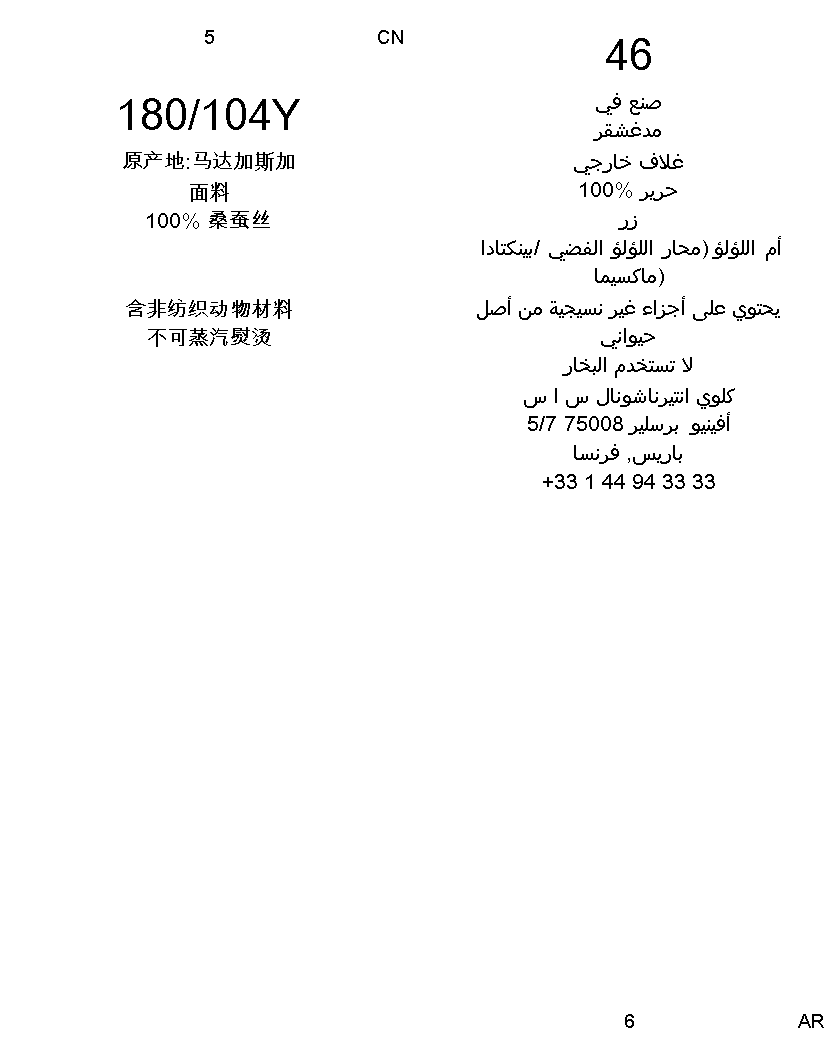 5
CN
180/104Y
原产地:马达加斯加
面料
100% 桑蚕丝
含非纺织动物材料
不可蒸汽熨烫
46
صنع في
مدغشقر
غلاف خارجي
100% حرير
زر
أم اللؤلؤ (محار اللؤلؤ الفضي /بينكتادا
ماكسيما)
يحتوي على أجزاء غير نسيجية من أصل
حيواني
لا تستخدم البخار
كلوي انتيرناشونال س ا س
5/7 أفينيو برسلير 75008
باريس, فرنسا
+33 1 44 94 33 33
6
AR